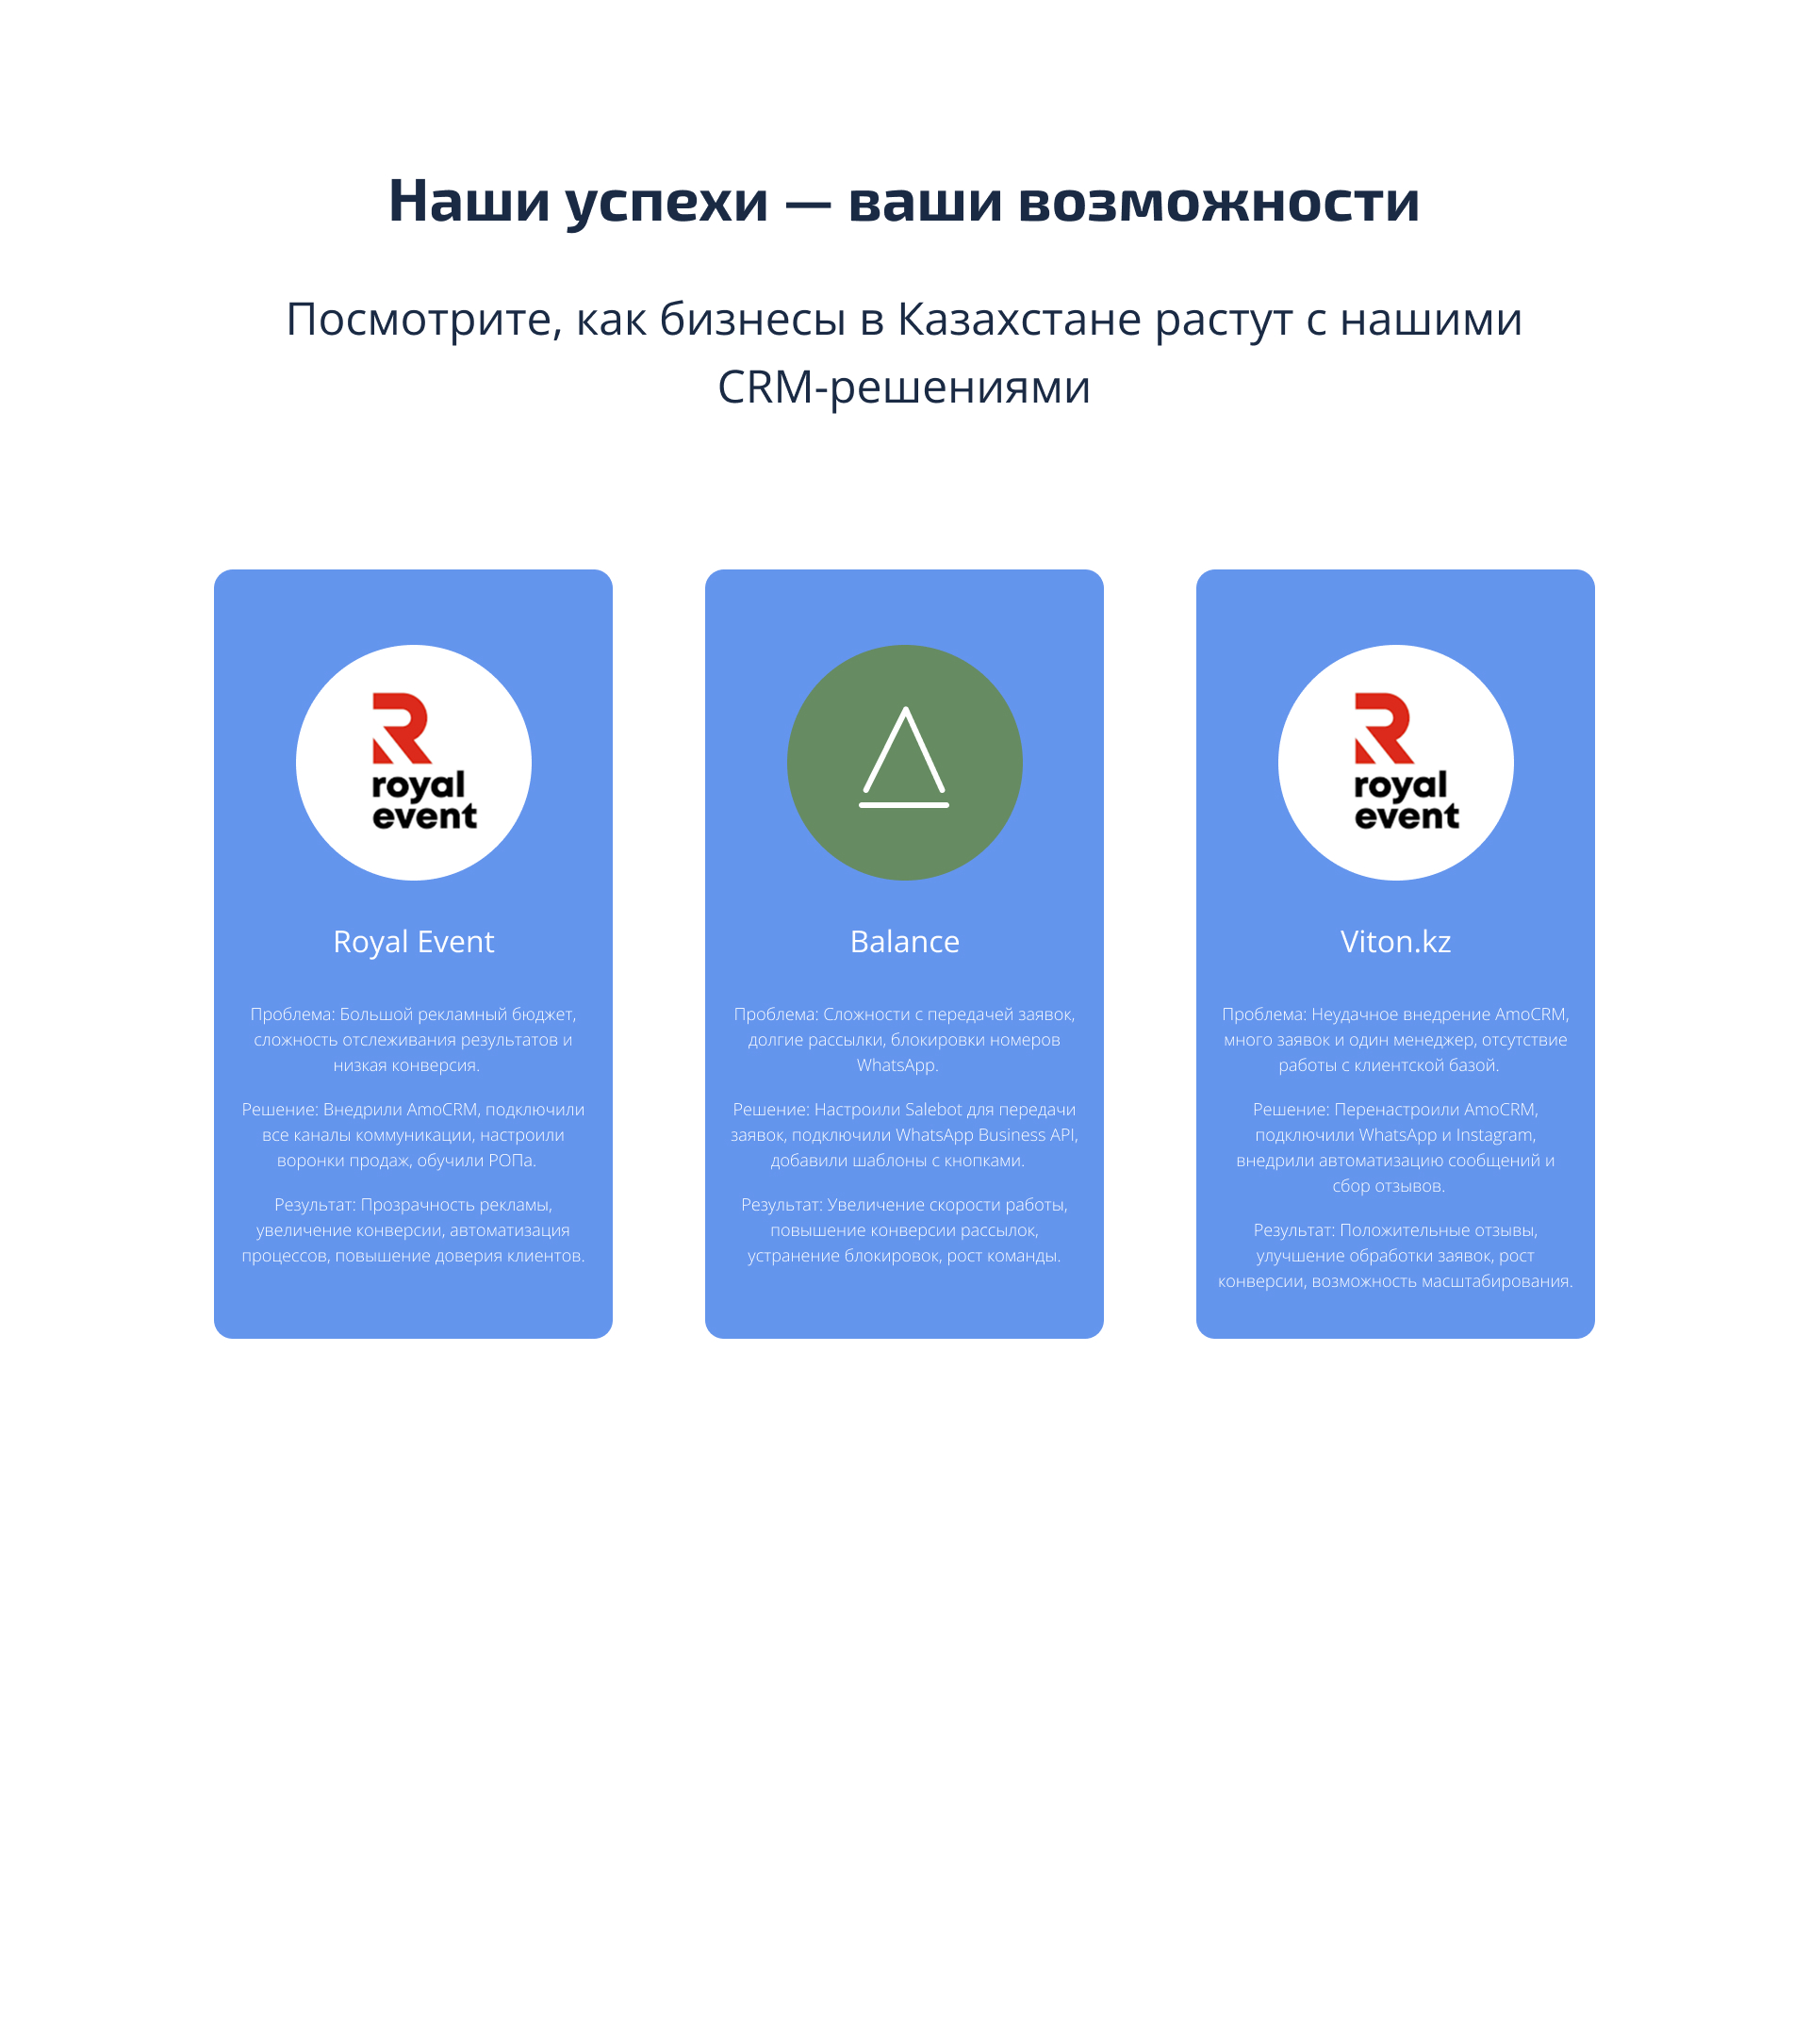 Наши успехи — ваши возможности
Посмотрите, как бизнесы в Казахстане растут с нашими
CRM-решениями
royal
event
Royal Event
Проблема: Большой рекламный бюджет,
сложность отслеживания результатов и
низкая конверсия.
Решение: Внедрили AmoCRM, подключили
все каналы коммуникации, настроили
воронки продаж, обучили РОПа.
Результат: Прозрачность рекламы,
увеличение конверсии, автоматизация
процессов, повышение доверия клиентов.
Balance
Проблема: Сложности с передачей заявок,
долгие рассылки, блокировки номеров
WhatsApp.
Решение: Настроили Salebot для передачи
заявок, подключили WhatsApp Business API,
добавили шаблоны с кнопками.
Результат: Увеличение скорости работы,
повышение конверсии рассылок,
устранение блокировок, рост команды.
royal
event
Viton.kz
Проблема: Неудачное внедрение AmoCRM,
много заявок и один менеджер, отсутствие
работы с клиентской базой.
Решение: Перенастроили AmoCRM,
подключили WhatsApp и Instagram,
внедрили автоматизацию сообщений и
сбор отзывов.
Результат: Положительные отзывы,
улучшение обработки заявок, рост
конверсии, возможность масштабирования.